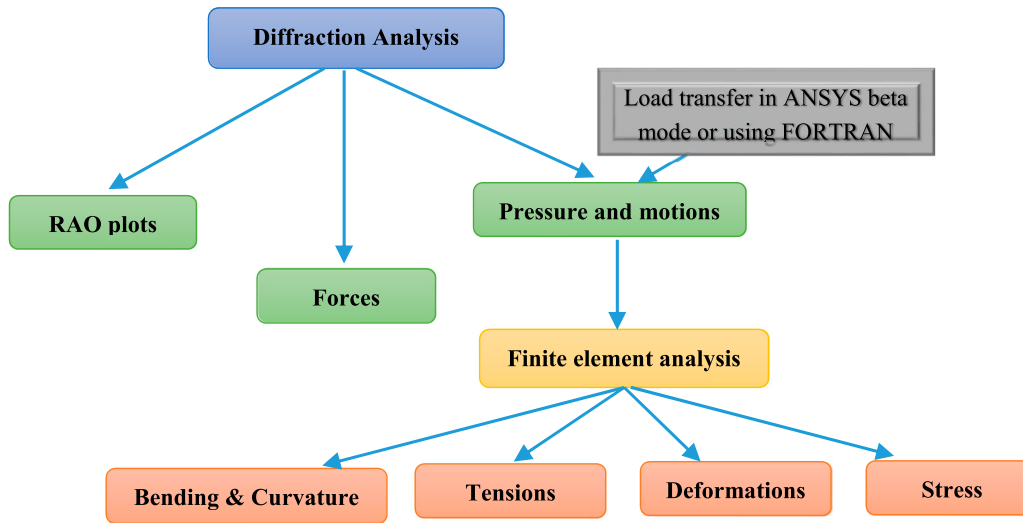 Diffraction Analysis
Load transfer in ANSYS beta
mode or using FORTRAN
RAO plots
Pressure and motions
Forces
Finite element analysis
Bending & Curvature
Tensions
Deformations
Stress